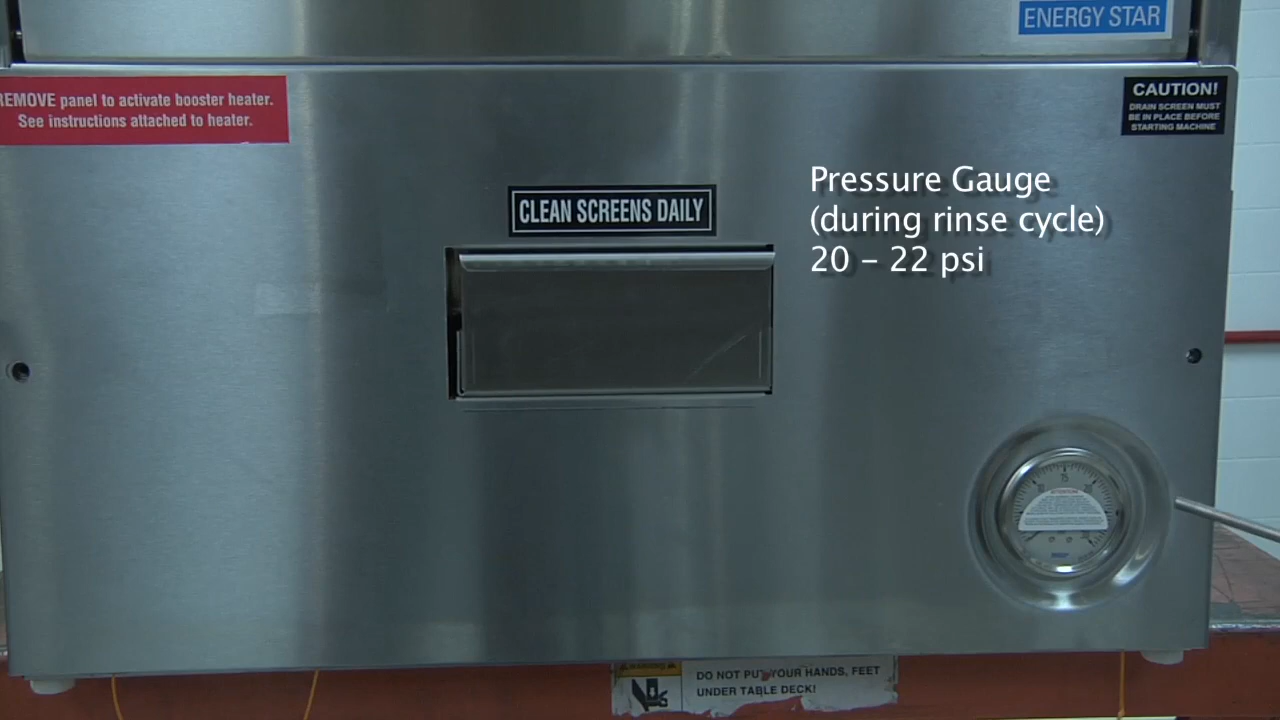 ENERGY STAR
REMOVE panel to activate booster heater.
See instructions attached to heater.
CAUTION!
DRAIN SCREEN MUST
BE IN PLACE BEFORE
STARTING MACHINE
CLEAN SCREENS DAILY
Pressure Gauge
(during rinse cycle)
20 – 22 psi
DO NOT PUT YOUR HANDS, FEET
UNDER TABLE DECK!